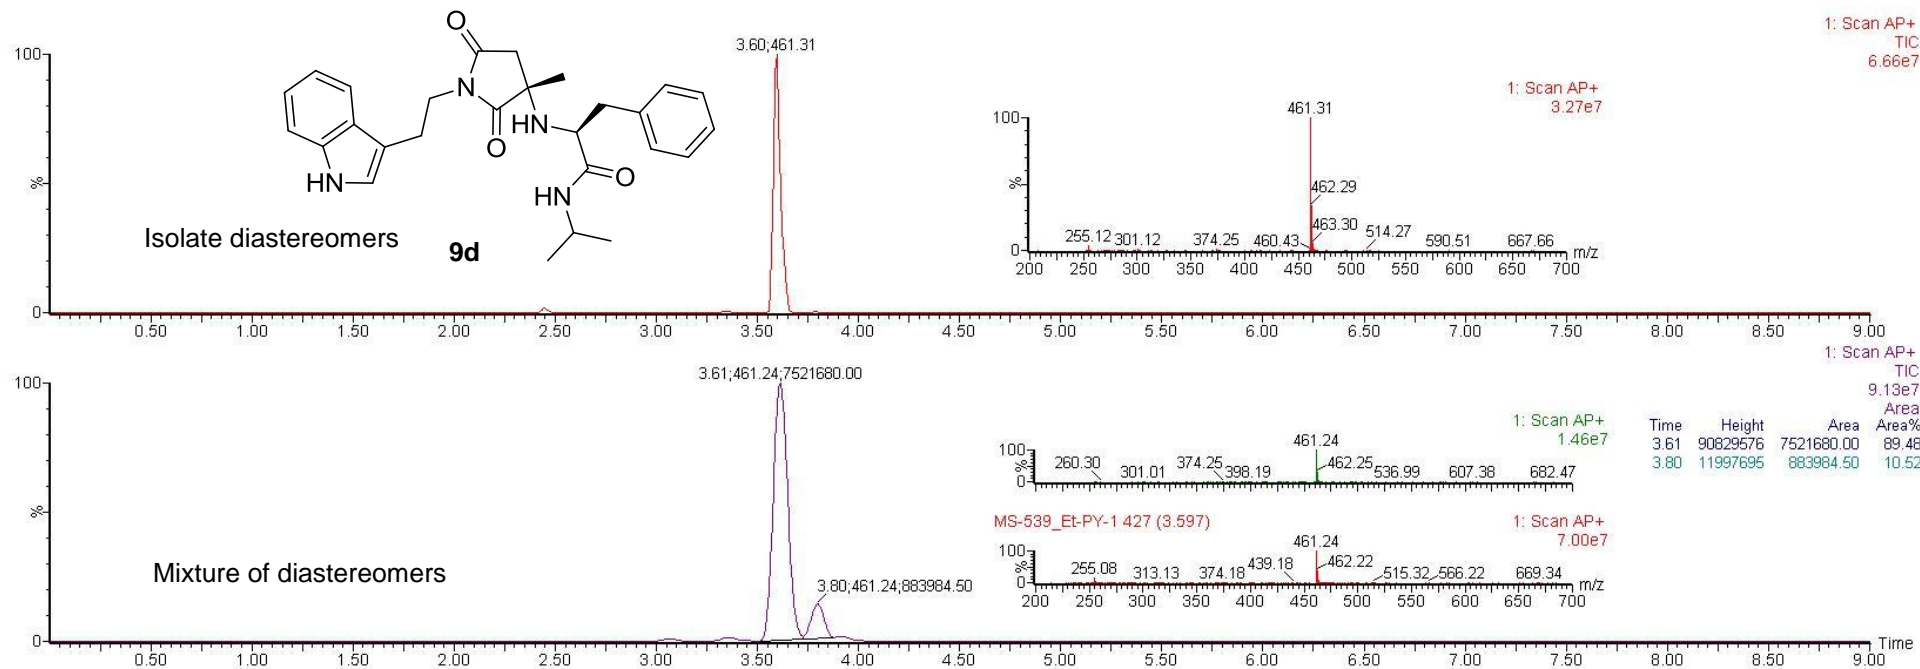 1: Scan AP+
TIC
6.66e7
100
%
0
3.60;461.31
O
N
O
HN
O
HN
HN
Isolate diastereomers
9d
1: Scan AP+
3.27e7
100
%
0
461.31
462.29
463.30
255.12 301.12 374.25 460.43 514.27 590.51 667.66
m/z
200 250 300 350 400 450 500 550 600 650 700
0.50 1.00 1.50 2.00 2.50 3.00 3.50 4.00 4.50 5.00 5.50 6.00 6.50 7.00 7.50 8.00 8.50 9.00
1: Scan AP+
TIC
9.13e7
Area
Time Height Area Area%
3.61 90829576 7521680.00 89.48
3.80 11997695 883984.50 10.52
100
%
0
3.61;461.24;7521680.00
3.80;461.24;883984.50
Mixture of diastereomers
1: Scan AP+
1.46e7
100
%
0
461.24
260.30 301.01 374.25 398.19 462.25 536.99 607.38 682.47
MS-539_Et-PY-1 427 (3.597)
1: Scan AP+
7.00e7
100
%
0
461.24
255.08 313.13 374.18 439.18 462.22 515.32 566.22 669.34
m/z
200 250 300 350 400 450 500 550 600 650 700
Time
0.50 1.00 1.50 2.00 2.50 3.00 3.50 4.00 4.50 5.00 5.50 6.00 6.50 7.00 7.50 8.00 8.50 9.00